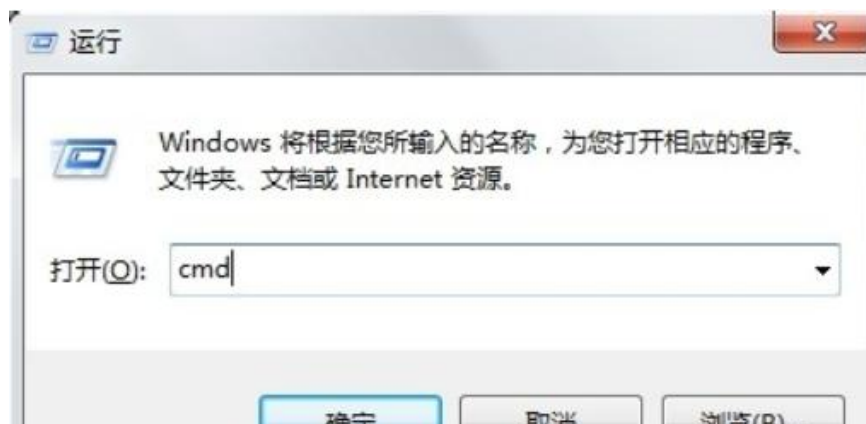 运行
Windows 将根据您所输入的名称，为您打开相应的程序、
文件夹、文档或 Internet 资源。
打开(O): cmd
确定 取消 浏览(B)...